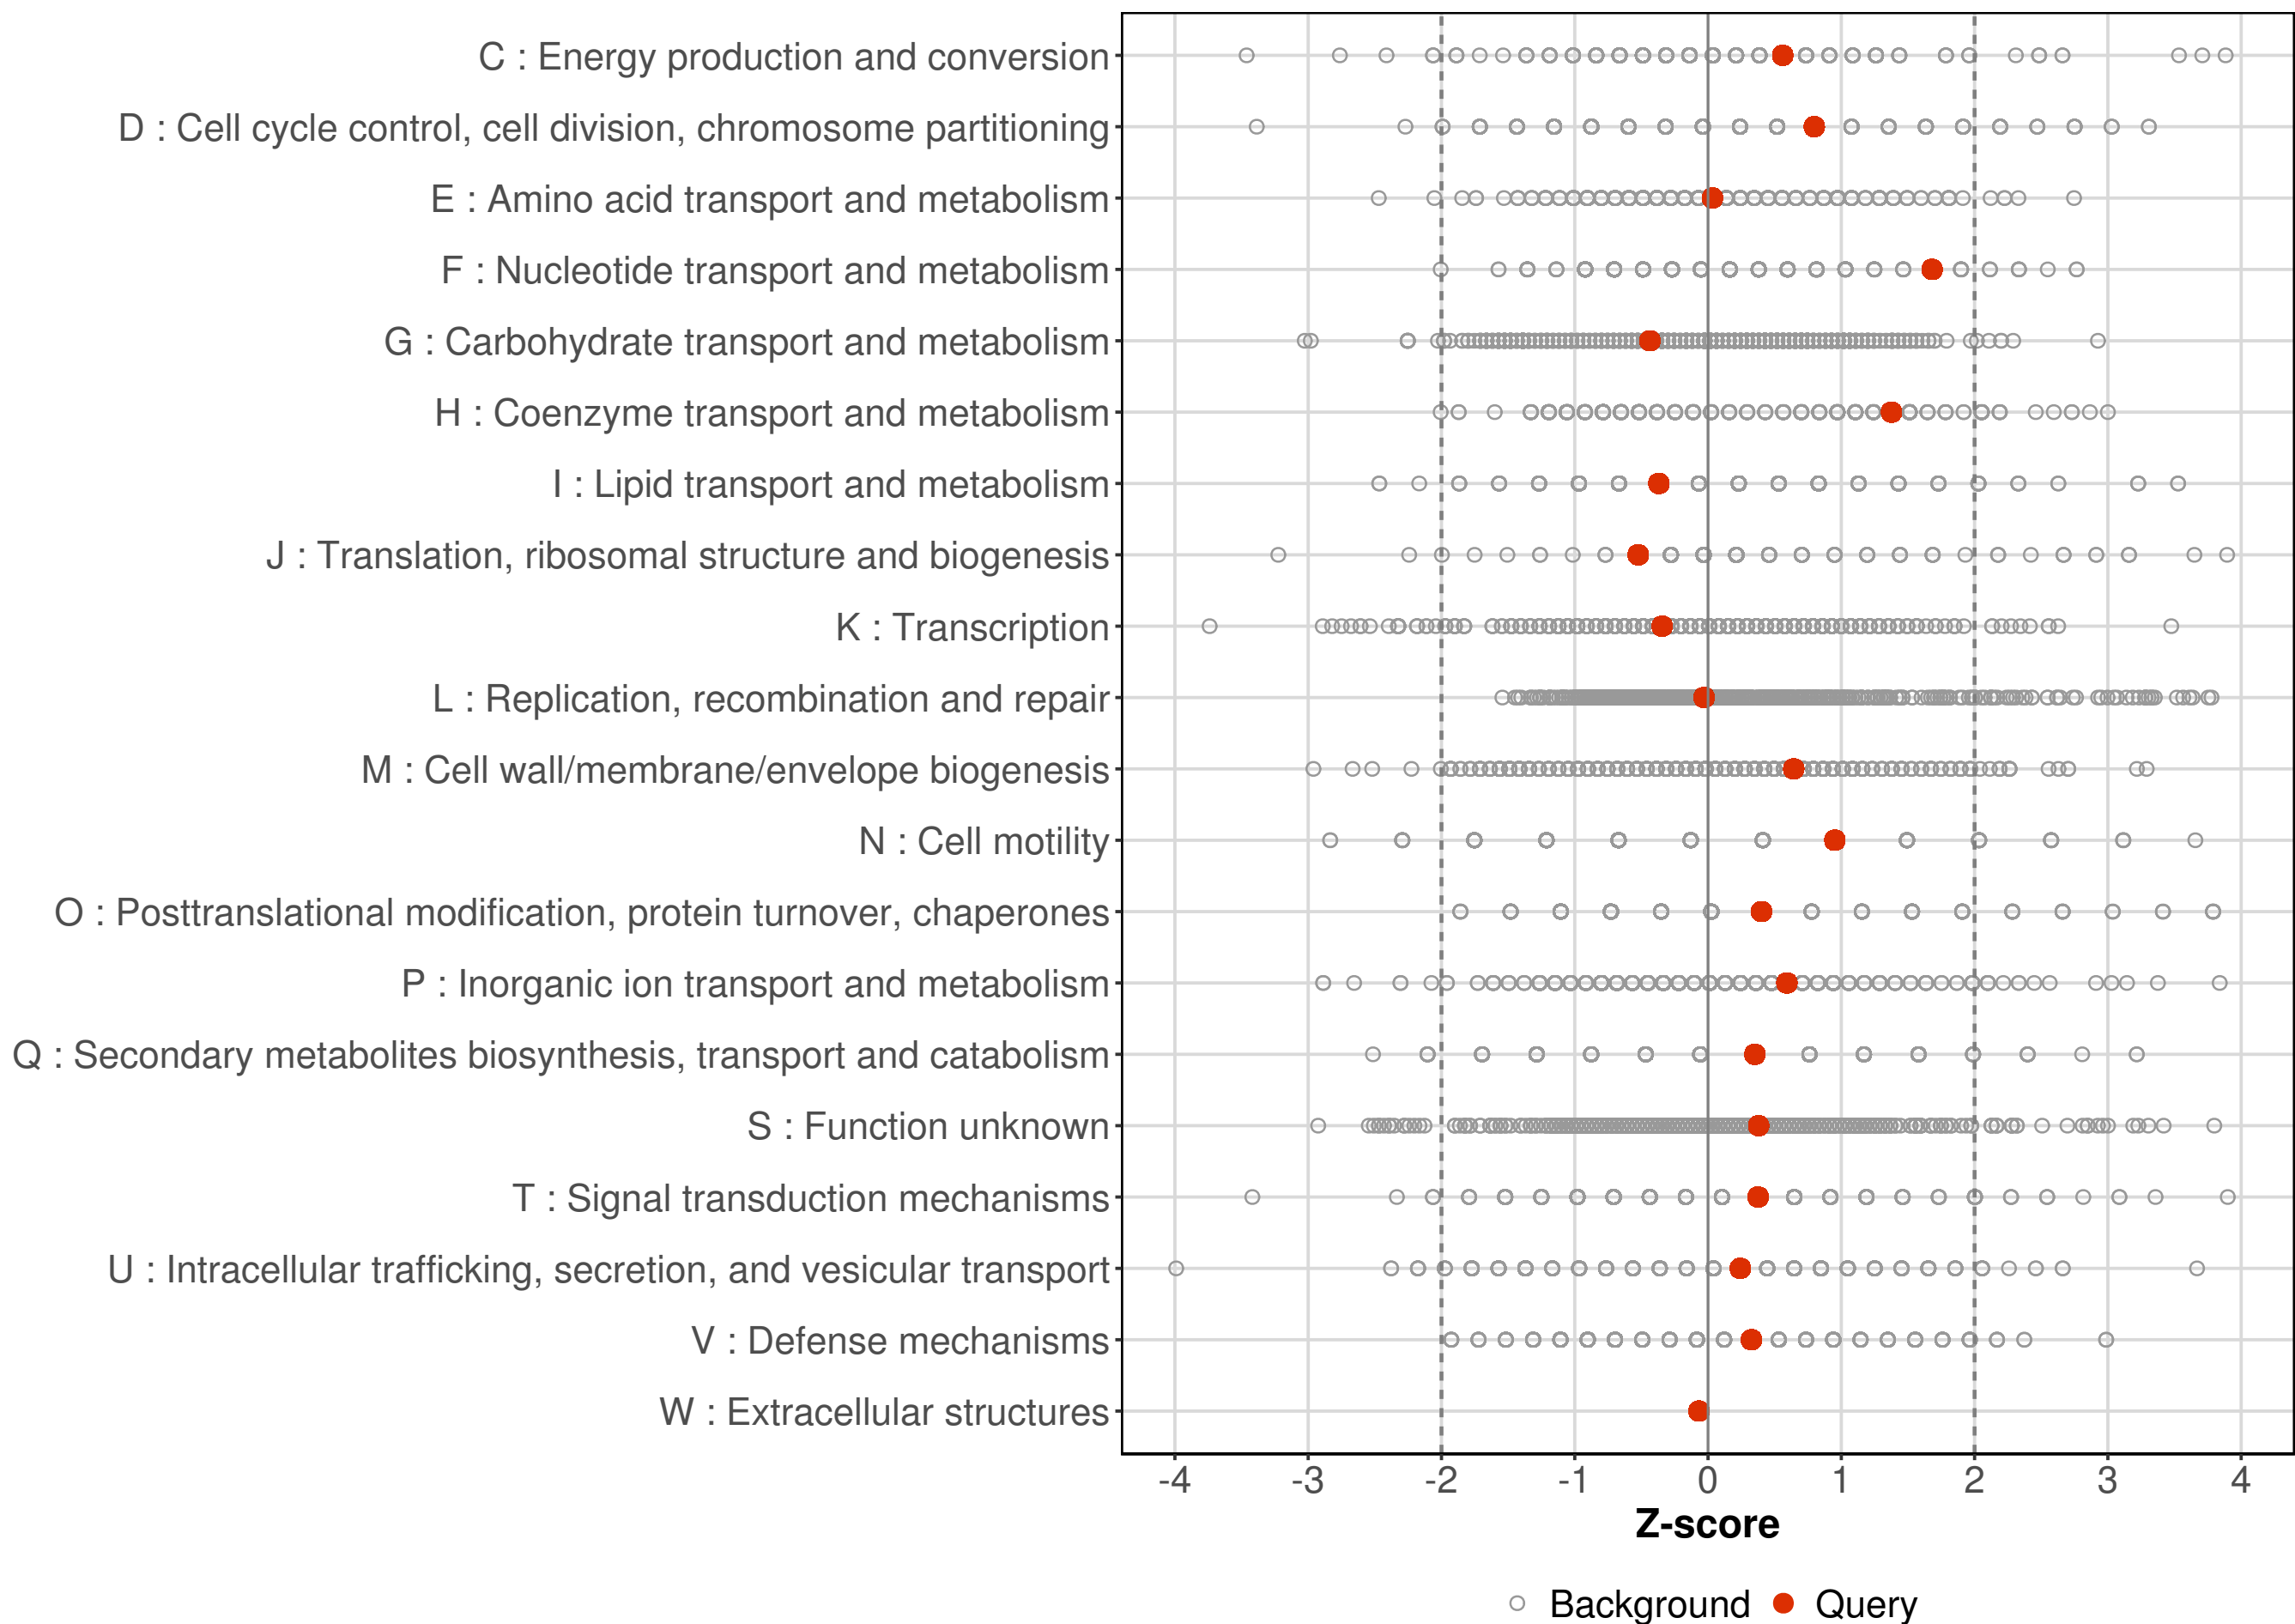 C : Energy production and conversion
D : Cell cycle control, cell division, chromosome partitioning
E : Amino acid transport and metabolism
F : Nucleotide transport and metabolism
G : Carbohydrate transport and metabolism
H : Coenzyme transport and metabolism
I : Lipid transport and metabolism
J : Translation, ribosomal structure and biogenesis
K : Transcription
L : Replication, recombination and repair
M : Cell wall/membrane/envelope biogenesis
N : Cell motility
O : Posttranslational modification, protein turnover, chaperones
P : Inorganic ion transport and metabolism
Q : Secondary metabolites biosynthesis, transport and catabolism
S : Function unknown
T : Signal transduction mechanisms
U : Intracellular trafficking, secretion, and vesicular transport
V : Defense mechanisms
W : Extracellular structures
-4 -3 -2 -1 0 1 2 3 4
Z-score
Background Query